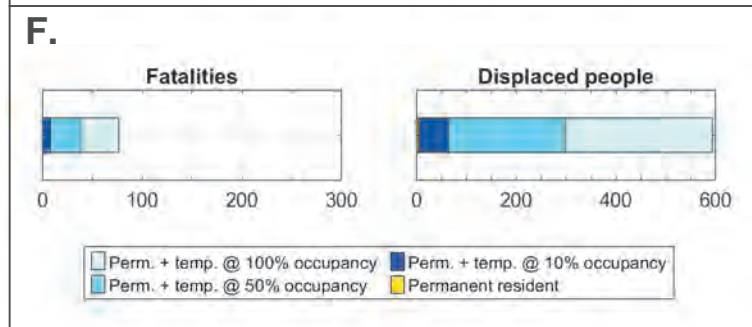 F.
Fatalities
Displaced people
0 100 200 300
0 200 400 600
Perm. + temp. @ 100% occupancy
Perm. + temp. @ 10% occupancy
Perm. + temp. @ 50% occupancy
Permanent resident